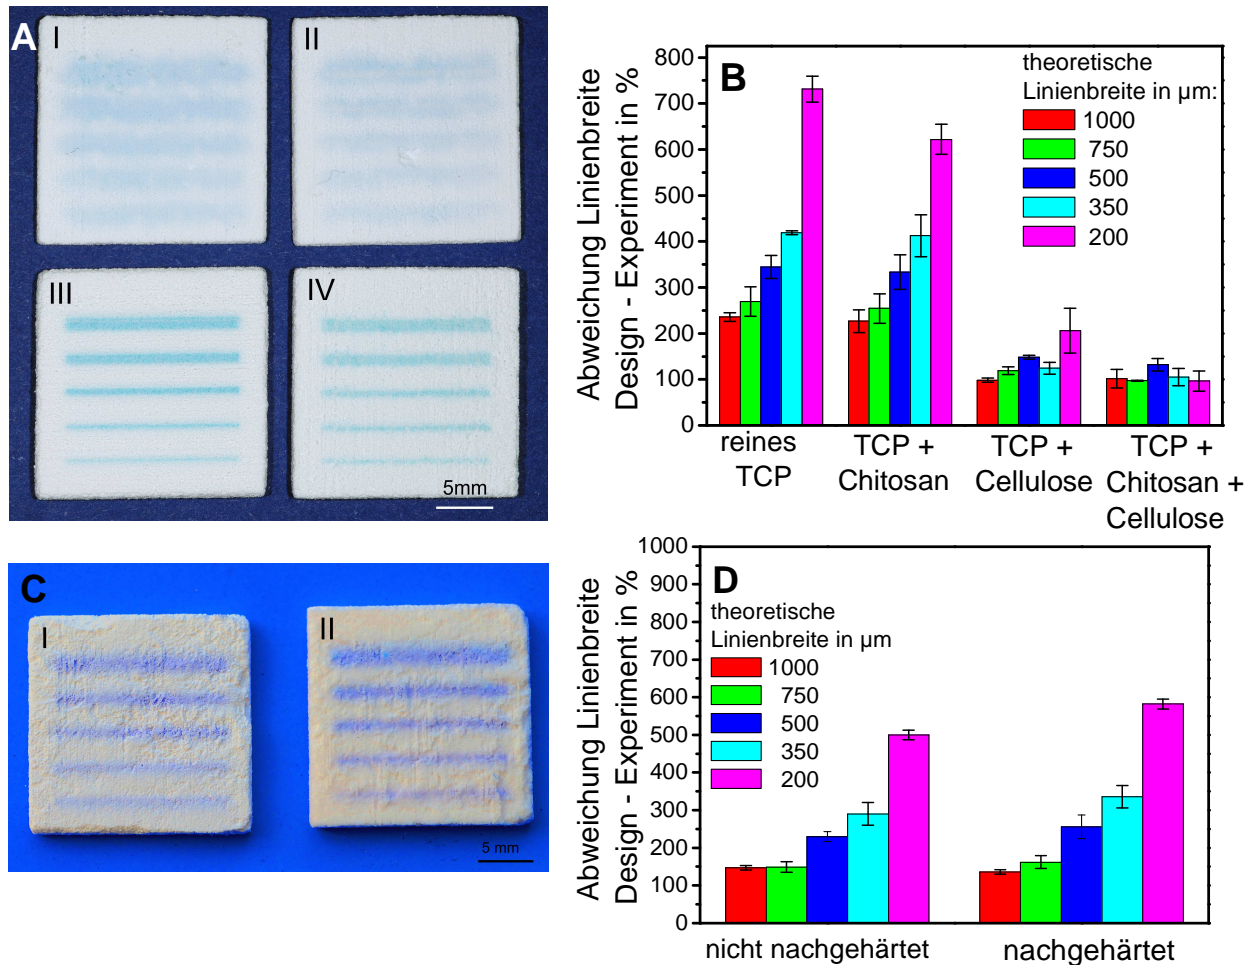 A
I
II
III
IV
5mm
B
Abweichung Linienbreite
Design - Experiment in %
800
700
600
500
400
300
200
100
0
theoretische
Linienbreite in µm:
1000
750
500
350
200
reines
TCP
TCP +
Chitosan
TCP +
Cellulose
TCP +
Chitosan +
Cellulose
C
I
II
5 mm
D
Abweichung Linienbreite
Design - Experiment in %
1000
900
800
700
600
500
400
300
200
100
0
theoretische
Linienbreite in µm
1000
750
500
350
200
nicht nachgehärtet
nachgehärtet